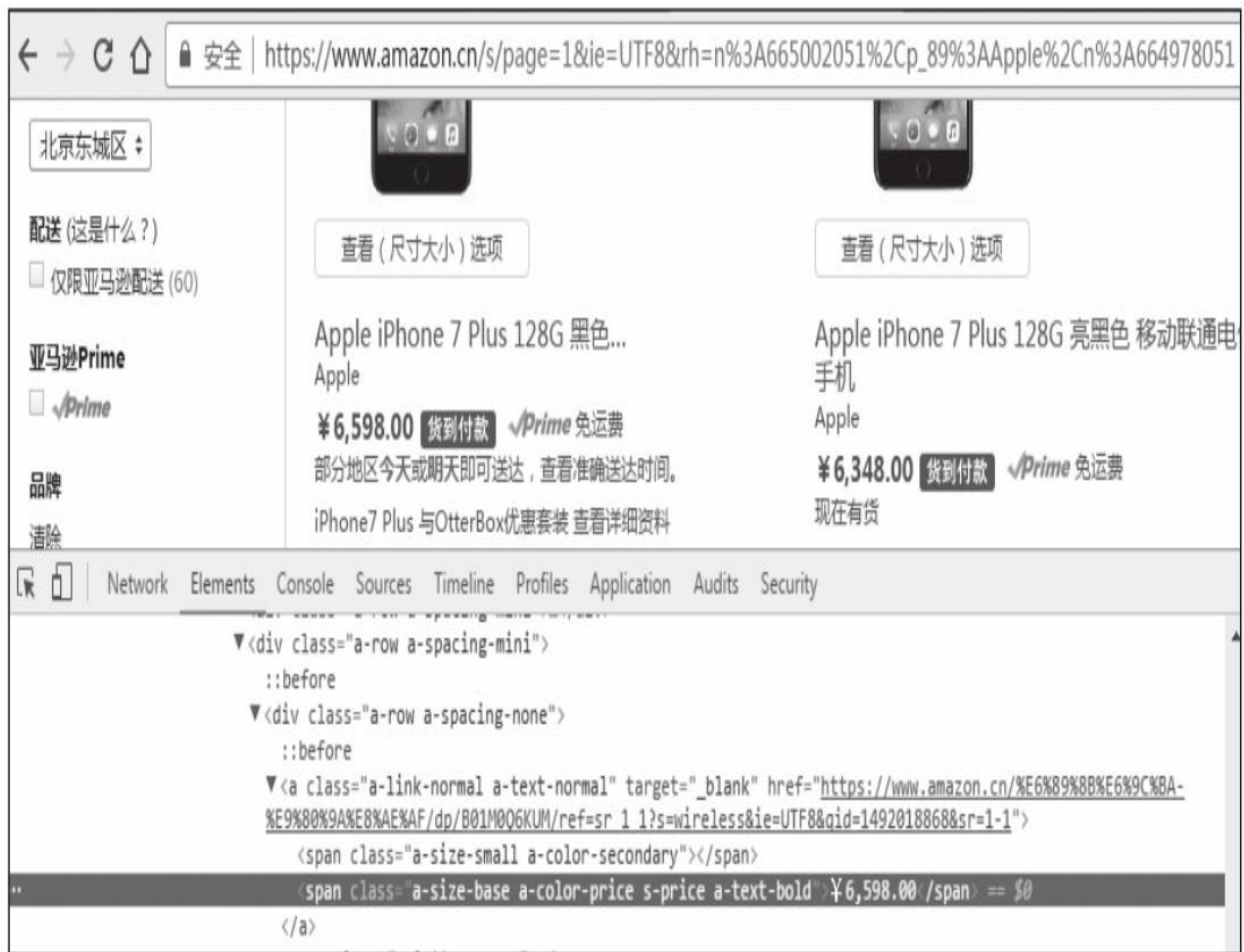 安全 | https://www.amazon.cn/s/page=1&ie=UTF8&rh=n%3A665002051%2Cp_89%3AApple%2Cn%3A664978051
北京东城区
配送 (这是什么?)
仅限亚马逊配送 (60)
亚马逊Prime
Prime
品牌
清除
查看 ( 尺寸大小 ) 选项
Apple iPhone 7 Plus 128G 黑色...
Apple
¥6,598.00 货到付款 Prime 免运费
部分地区今天或明天即可送达，查看准确送达时间。
iPhone7 Plus 与OtterBox优惠套装 查看详细资料
查看 ( 尺寸大小 ) 选项
Apple iPhone 7 Plus 128G 亮黑色 移动联通电
手机
Apple
¥6,348.00 货到付款 Prime 免运费
现在有货
Network Elements Console Sources Timeline Profiles Application Audits Security
▼<div class="a-row a-spacing-mini">
::before
▼<div class="a-row a-spacing-none">
::before
▼<a class="a-link-normal a-text-normal" target="_blank" href="https://www.amazon.cn/%E6%89%8B%E6%9C%BA-
%E9%80%9A%E8%AE%AF/dp/B01M0Q6KUM/ref=sr_1_1?s=wireless&ie=UTF8&qid=1492018868&sr=1-1">
<span class="a-size-small a-color-secondary"></span>
<span class="a-size-base a-color-price s-price a-text-bold">¥6,598.00</span> == $0
</a>